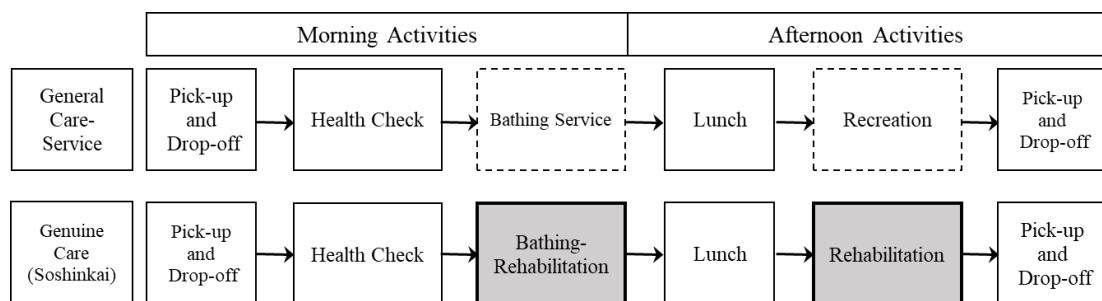 Morning Activities
Afternoon Activities
General
Care-
Service
Pick-up
and
Drop-off
Health Check
Bathing Service
Lunch
Recreation
Pick-up
and
Drop-off
Genuine
Care
(Soshinkai)
Pick-up
and
Drop-off
Health Check
Bathing-
Rehabilitation
Lunch
Rehabilitation
Pick-up
and
Drop-off